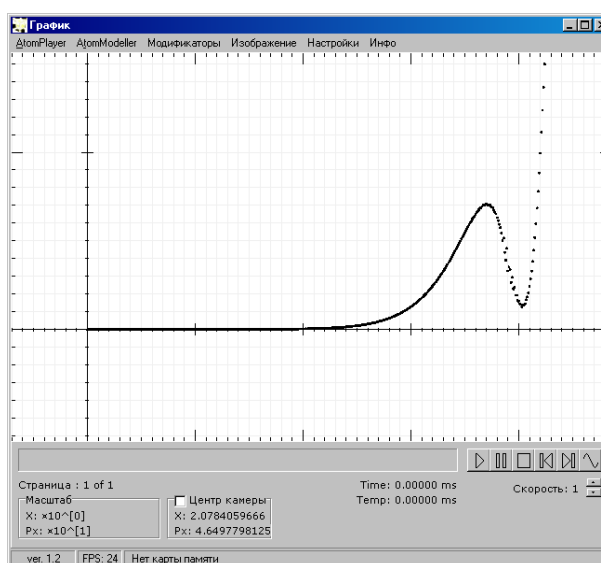 График
AtomPlayer AtomModeller Модификаторы Изображение Настройки Инфо
Страница : 1 of 1
Масштаб
X: ×10^[0]
Px: ×10^[1]
Центр камеры
X: 2.0784059666
Px: 4.6497798125
Time: 0.00000 ms
Temp: 0.00000 ms
Скорость: 1
ver. 1.2 FPS: 24 Нет карты памяти